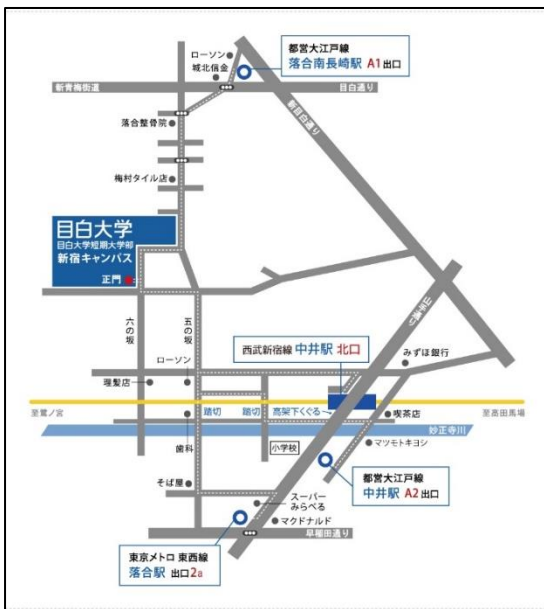 ローソン
城北信金
都営大江戸線
落合南長崎駅 A1 出口
新青梅街道
目白通り
新目白通り
落合整骨院
梅村タイル店
目白大学
目白大学短期大学部
新宿キャンパス
正門
山手通り
六の坂
五の坂
西武新宿線 中井駅 北口
みずほ銀行
ローソン
理髪店
至鷺ノ宮
踏切
踏切
高架下くぐる
喫茶店
至高田馬場
妙正寺川
歯科
小学校
マツモトキヨシ
都営大江戸線
中井駅 A2 出口
そば屋
スーパー
みらべる
マクドナルド
早稲田通り
東京メトロ 東西線
落合駅 出口2a